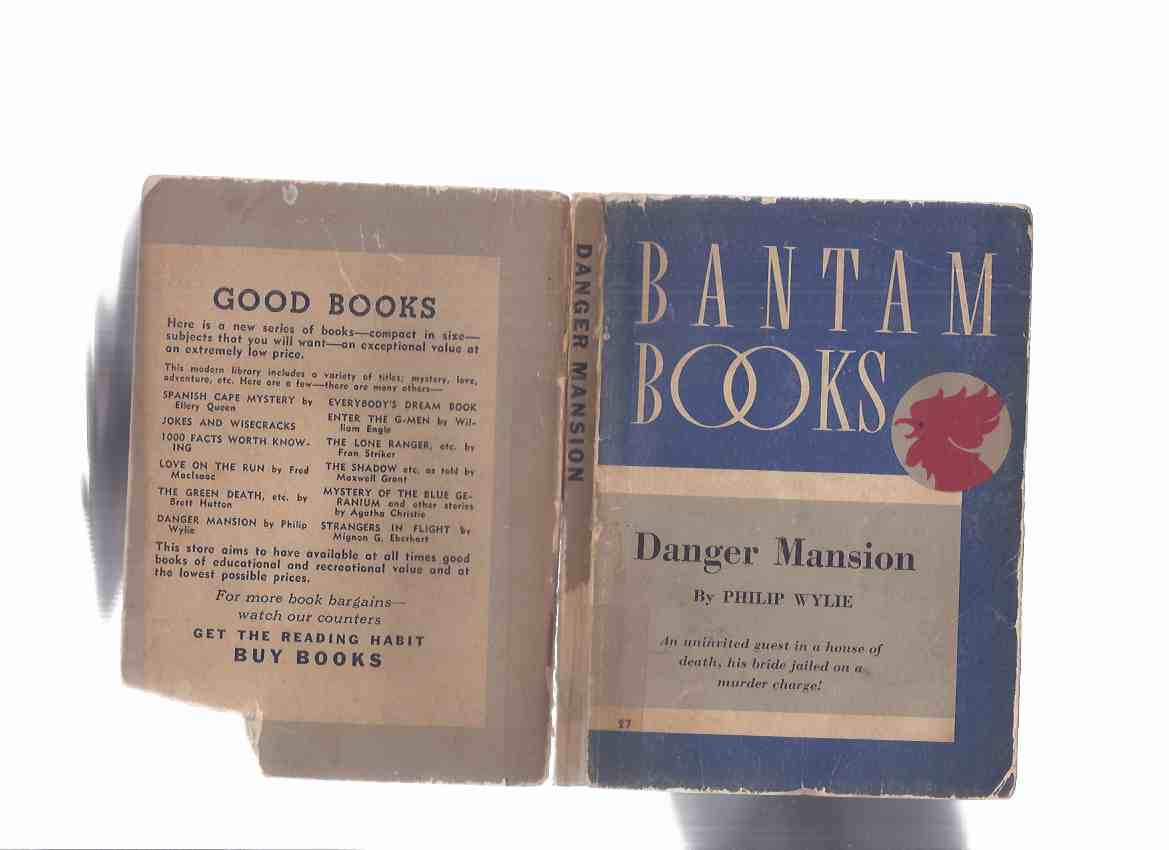 GOOD BOOKS
Here is a new series of books—compact in size—
subjects that you will want—an exceptional value at
an extremely low price.
This modern library includes a variety of titles; mystery, love,
adventure, etc. Here are a few—there are many others—
SPANISH CAPE MYSTERY by
Ellery Queen
JOKES AND WISECRACKS
1000 FACTS WORTH KNOW-
ING
LOVE ON THE RUN by Fred
MacIsaac
THE GREEN DEATH, etc. by
Brett Hutton
DANGER MANSION by Philip
Wylie
EVERYBODY'S DREAM BOOK
ENTER THE G-MEN by Wil-
liam Engle
THE LONE RANGER, etc. by
Fran Striker
THE SHADOW etc. as told by
Maxwell Grant
MYSTERY OF THE BLUE GE-
RANIUM and other stories
by Agatha Christie
STRANGERS IN FLIGHT by
Mignon G. Eberhart
This store aims to have available at all times good
books of educational and recreational value and at
the lowest possible prices.
For more book bargains—
watch our counters
GET THE READING HABIT
BUY BOOKS
DANGER MANSION
BANTAM
BOOKS
Danger Mansion
By PHILIP WYLIE
An uninvited guest in a house of
death, his bride jailed on a
murder charge!
27